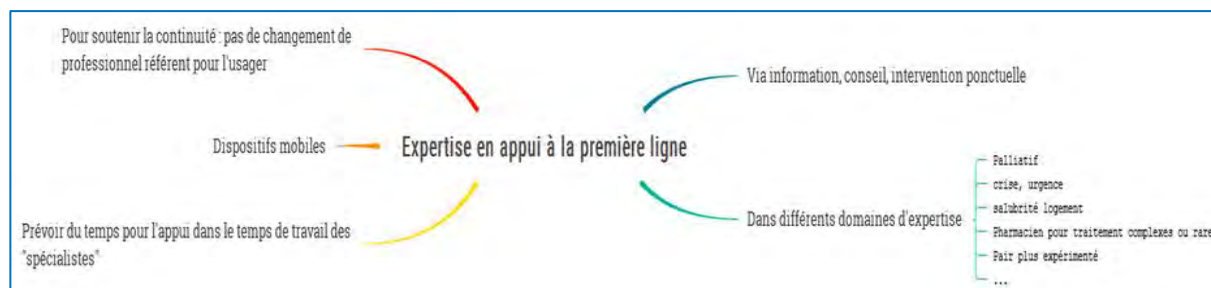 Pour soutenir la continuité : pas de changement de
professionnel référent pour l'usager
Dispositifs mobiles
Prévoir du temps pour l'appui dans le temps de travail des
"spécialistes"
Expertise en appui à la première ligne
Via information, conseil, intervention ponctuelle
Dans différents domaines d'expertise
Palliatif
crise, urgence
salubrité logement
Pharmacien pour traitement complexes ou rare
Pair plus expérimenté
...